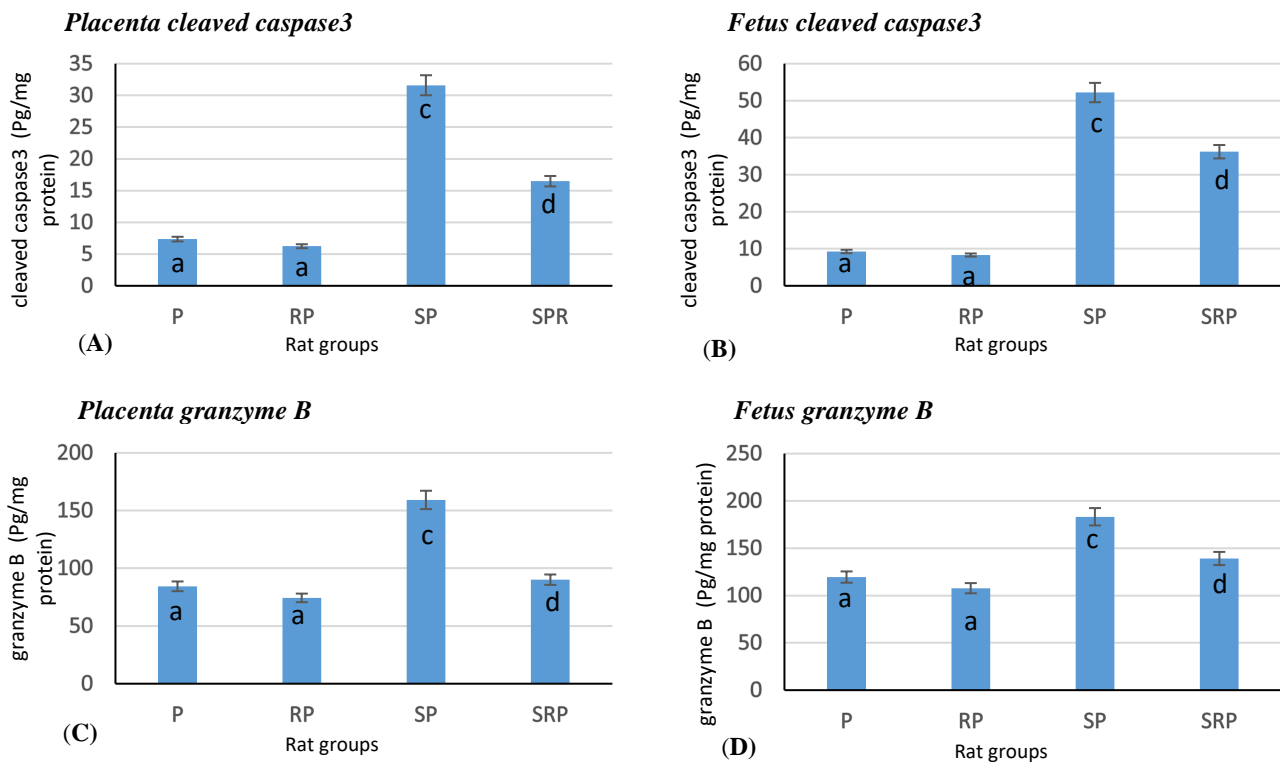 Placenta cleaved caspase3
cleaved caspase3 (Pg/mg
protein)
35
30
25
20
15
10
5
0
a
a
c
d
P RP SP SPR
Rat groups
(A)
Fetus cleaved caspase3
cleaved caspase3 (Pg/mg
protein)
60
50
40
30
20
10
0
a
a
c
d
P RP SP SRP
Rat groups
(B)
Placenta granzyme B
granzyme B (Pg/mg
protein)
200
150
100
50
0
a
a
c
d
P RP SP SRP
Rat groups
(C)
Fetus granzyme B
granzyme B (Pg/mg protein)
250
200
150
100
50
0
a
a
c
d
P RP SP SRP
Rat groups
(D)